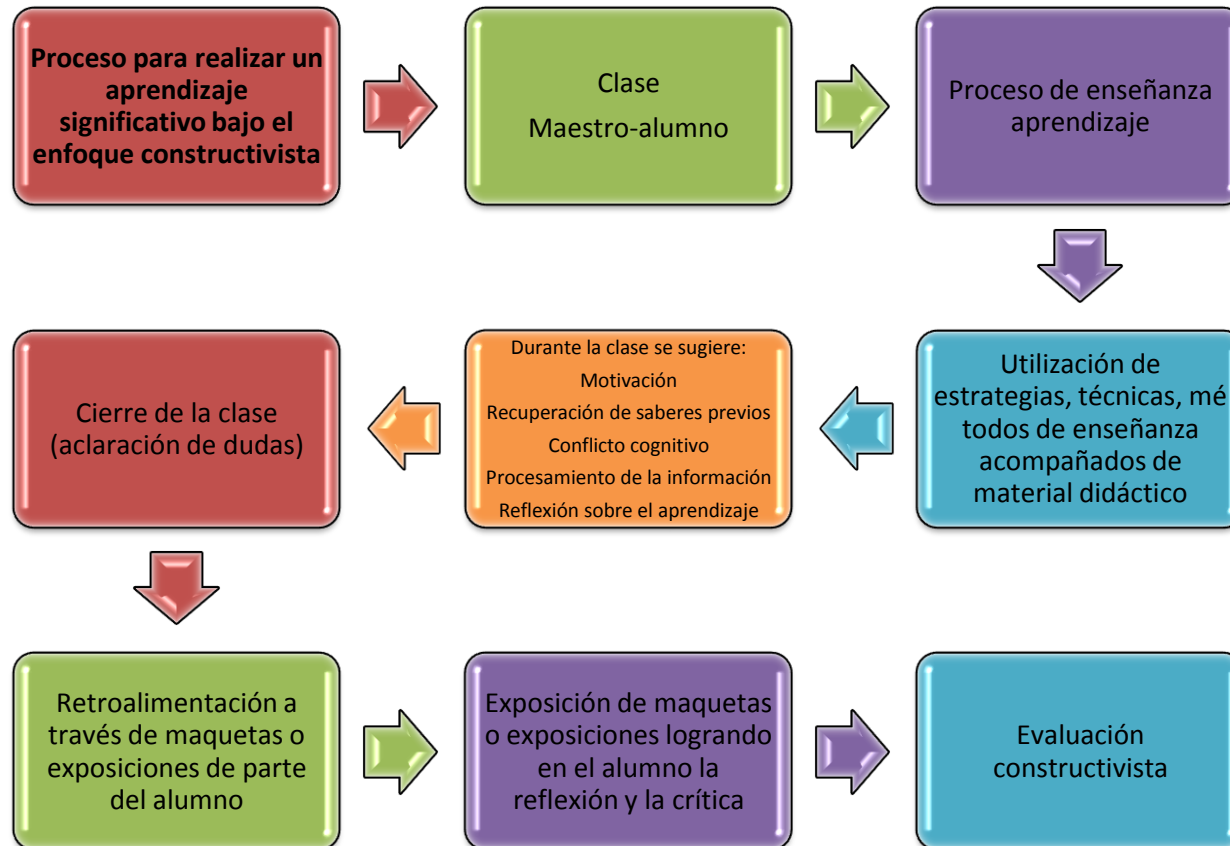 Proceso para realizar un
aprendizaje
significativo bajo el
enfoque constructivista
Clase
Maestro-alumno
Proceso de enseñanza
aprendizaje
Utilización de
estrategias, técnicas, mé
todos de enseñanza
acompañados de
material didáctico
Durante la clase se sugiere:
Motivación
Recuperación de saberes previos
Conflicto cognitivo
Procesamiento de la información
Reflexión sobre el aprendizaje
Cierre de la clase
(aclaración de dudas)
Retroalimentación a
través de maquetas o
exposiciones de parte
del alumno
Exposición de maquetas
o exposiciones logrando
en el alumno la
reflexión y la crítica
Evaluación
constructivista